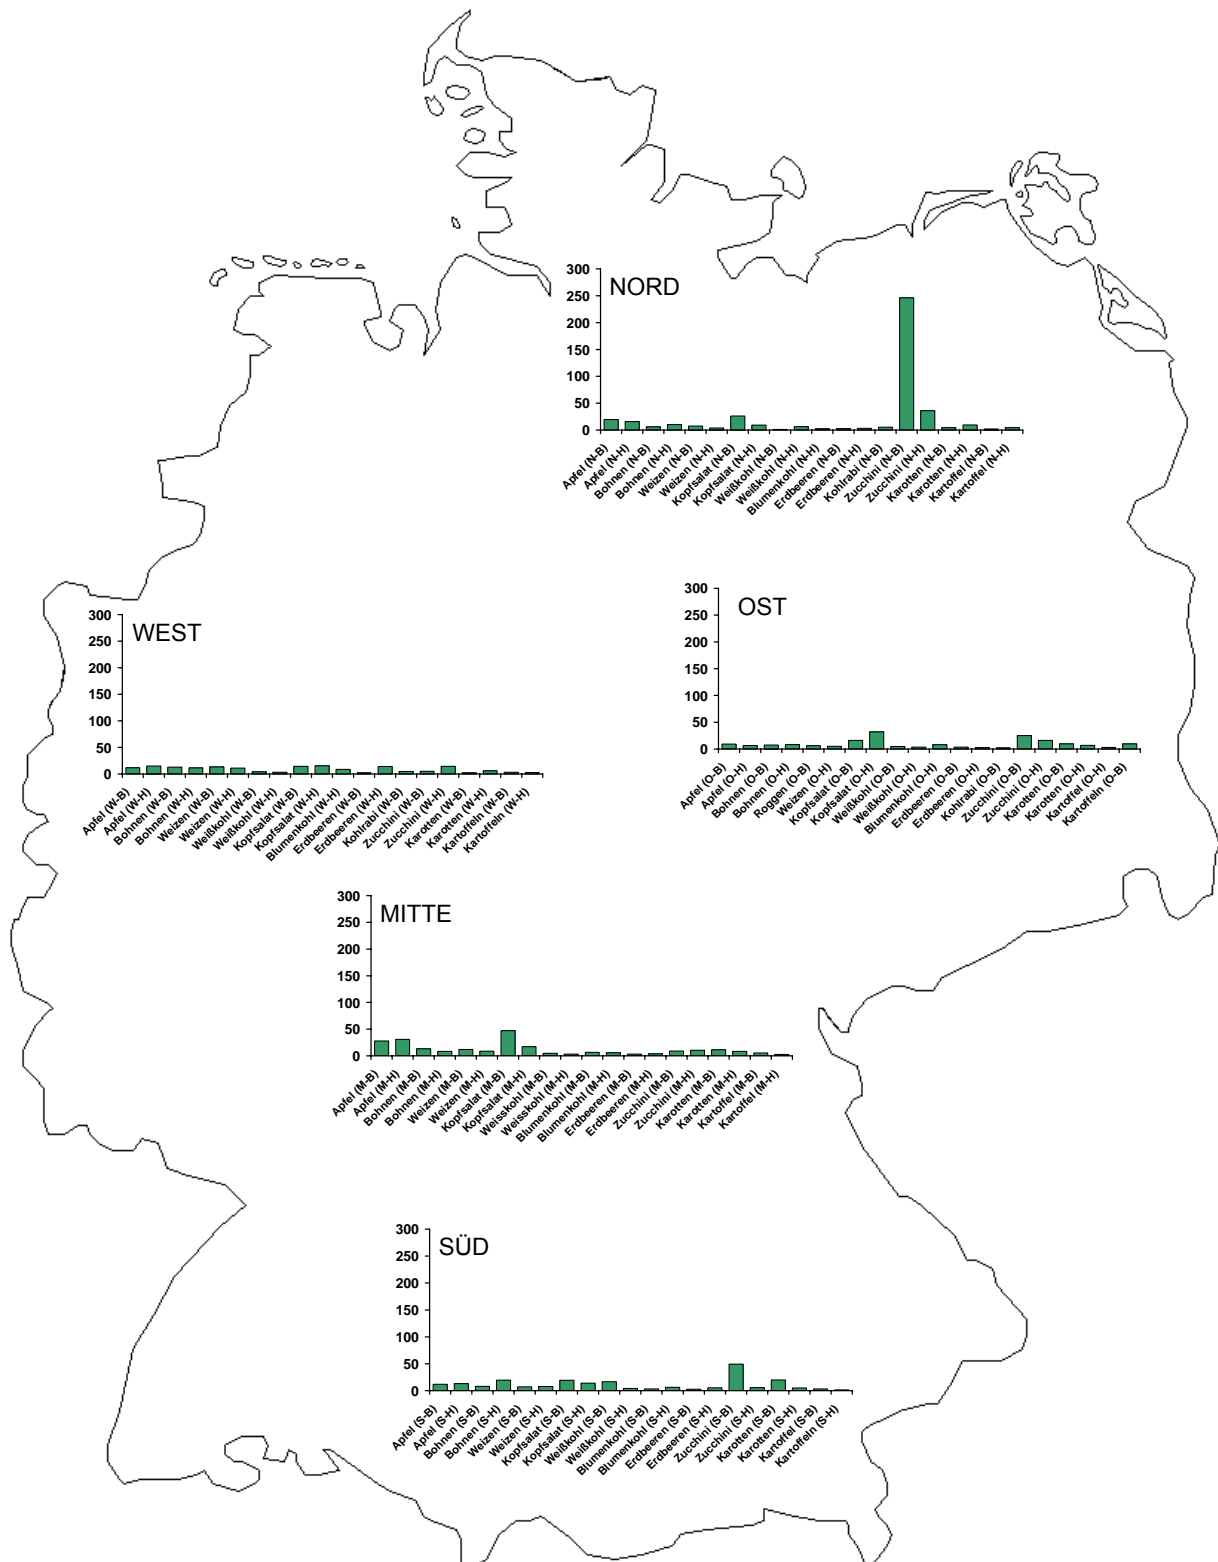 NORD
300
250
200
150
100
50
0
Apfel (N-B)
Apfel (N-H)
Bohnen (N-B)
Bohnen (N-H)
Weizen (N-B)
Weizen (N-H)
Kopfsalat (N-B)
Kopfsalat (N-H)
Weißkohl (N-B)
Weißkohl (N-H)
Blumenkohl (N-H)
Erdbeeren (N-B)
Erdbeeren (N-H)
Kohlrabi (N-B)
Zucchini (N-B)
Zucchini (N-H)
Karotten (N-B)
Karotten (N-H)
Kartoffel (N-B)
Kartoffel (N-H)
WEST
300
250
200
150
100
50
0
Apfel (W-B)
Apfel (W-H)
Bohnen (W-B)
Bohnen (W-H)
Weizen (W-B)
Weizen (W-H)
Weißkohl (W-B)
Weißkohl (W-H)
Kopfsalat (W-B)
Kopfsalat (W-H)
Blumenkohl (W-H)
Erdbeeren (W-B)
Erdbeeren (W-H)
Kohlrabi (W-B)
Zucchini (W-B)
Zucchini (W-H)
Karotten (W-B)
Karotten (W-H)
Kartoffeln (W-B)
Kartoffeln (W-H)
OST
300
250
200
150
100
50
0
Apfel (O-B)
Apfel (O-H)
Bohnen (O-B)
Bohnen (O-H)
Roggen (O-B)
Weizen (O-H)
Kopfsalat (O-B)
Kopfsalat (O-H)
Weißkohl (O-B)
Weißkohl (O-H)
Blumenkohl (O-H)
Erdbeeren (O-B)
Erdbeeren (O-H)
Kohlrabi (O-B)
Zucchini (O-B)
Zucchini (O-H)
Karotten (O-B)
Karotten (O-H)
Kartoffel (O-H)
Kartoffeln (O-B)
MITTE
300
250
200
150
100
50
0
Apfel (M-B)
Apfel (M-H)
Bohnen (M-B)
Bohnen (M-H)
Weizen (M-B)
Weizen (M-H)
Kopfsalat (M-B)
Kopfsalat (M-H)
Weisskohl (M-B)
Weisskohl (M-H)
Blumenkohl (M-B)
Blumenkohl (M-H)
Erdbeeren (M-B)
Erdbeeren (M-H)
Zucchini (M-B)
Zucchini (M-H)
Karotten (M-B)
Karotten (M-H)
Kartoffel (M-B)
Kartoffel (M-H)
SÜD
300
250
200
150
100
50
0
Apfel (S-B)
Apfel (S-H)
Bohnen (S-B)
Bohnen (S-H)
Weizen (S-B)
Weizen (S-H)
Kopfsalat (S-B)
Kopfsalat (S-H)
Weißkohl (S-B)
Weißkohl (S-H)
Blumenkohl (S-B)
Blumenkohl (S-H)
Erdbeeren (S-B)
Erdbeeren (S-H)
Zucchini (S-B)
Zucchini (S-H)
Karotten (S-B)
Karotten (S-H)
Kartoffel (S-B)
Kartoffeln (S-H)